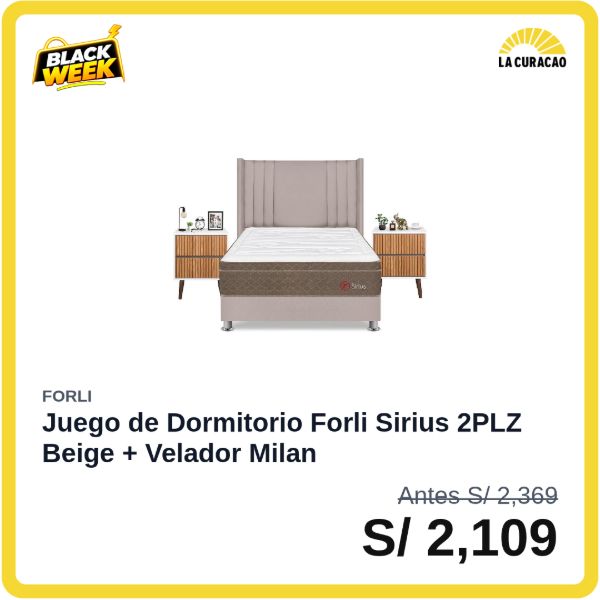 BLACK
WEEK
LA CURACAO
Sirius
FORLI
Juego de Dormitorio Forli Sirius 2PLZ
Beige + Velador Milan
Antes S/ 2,369
S/ 2,109